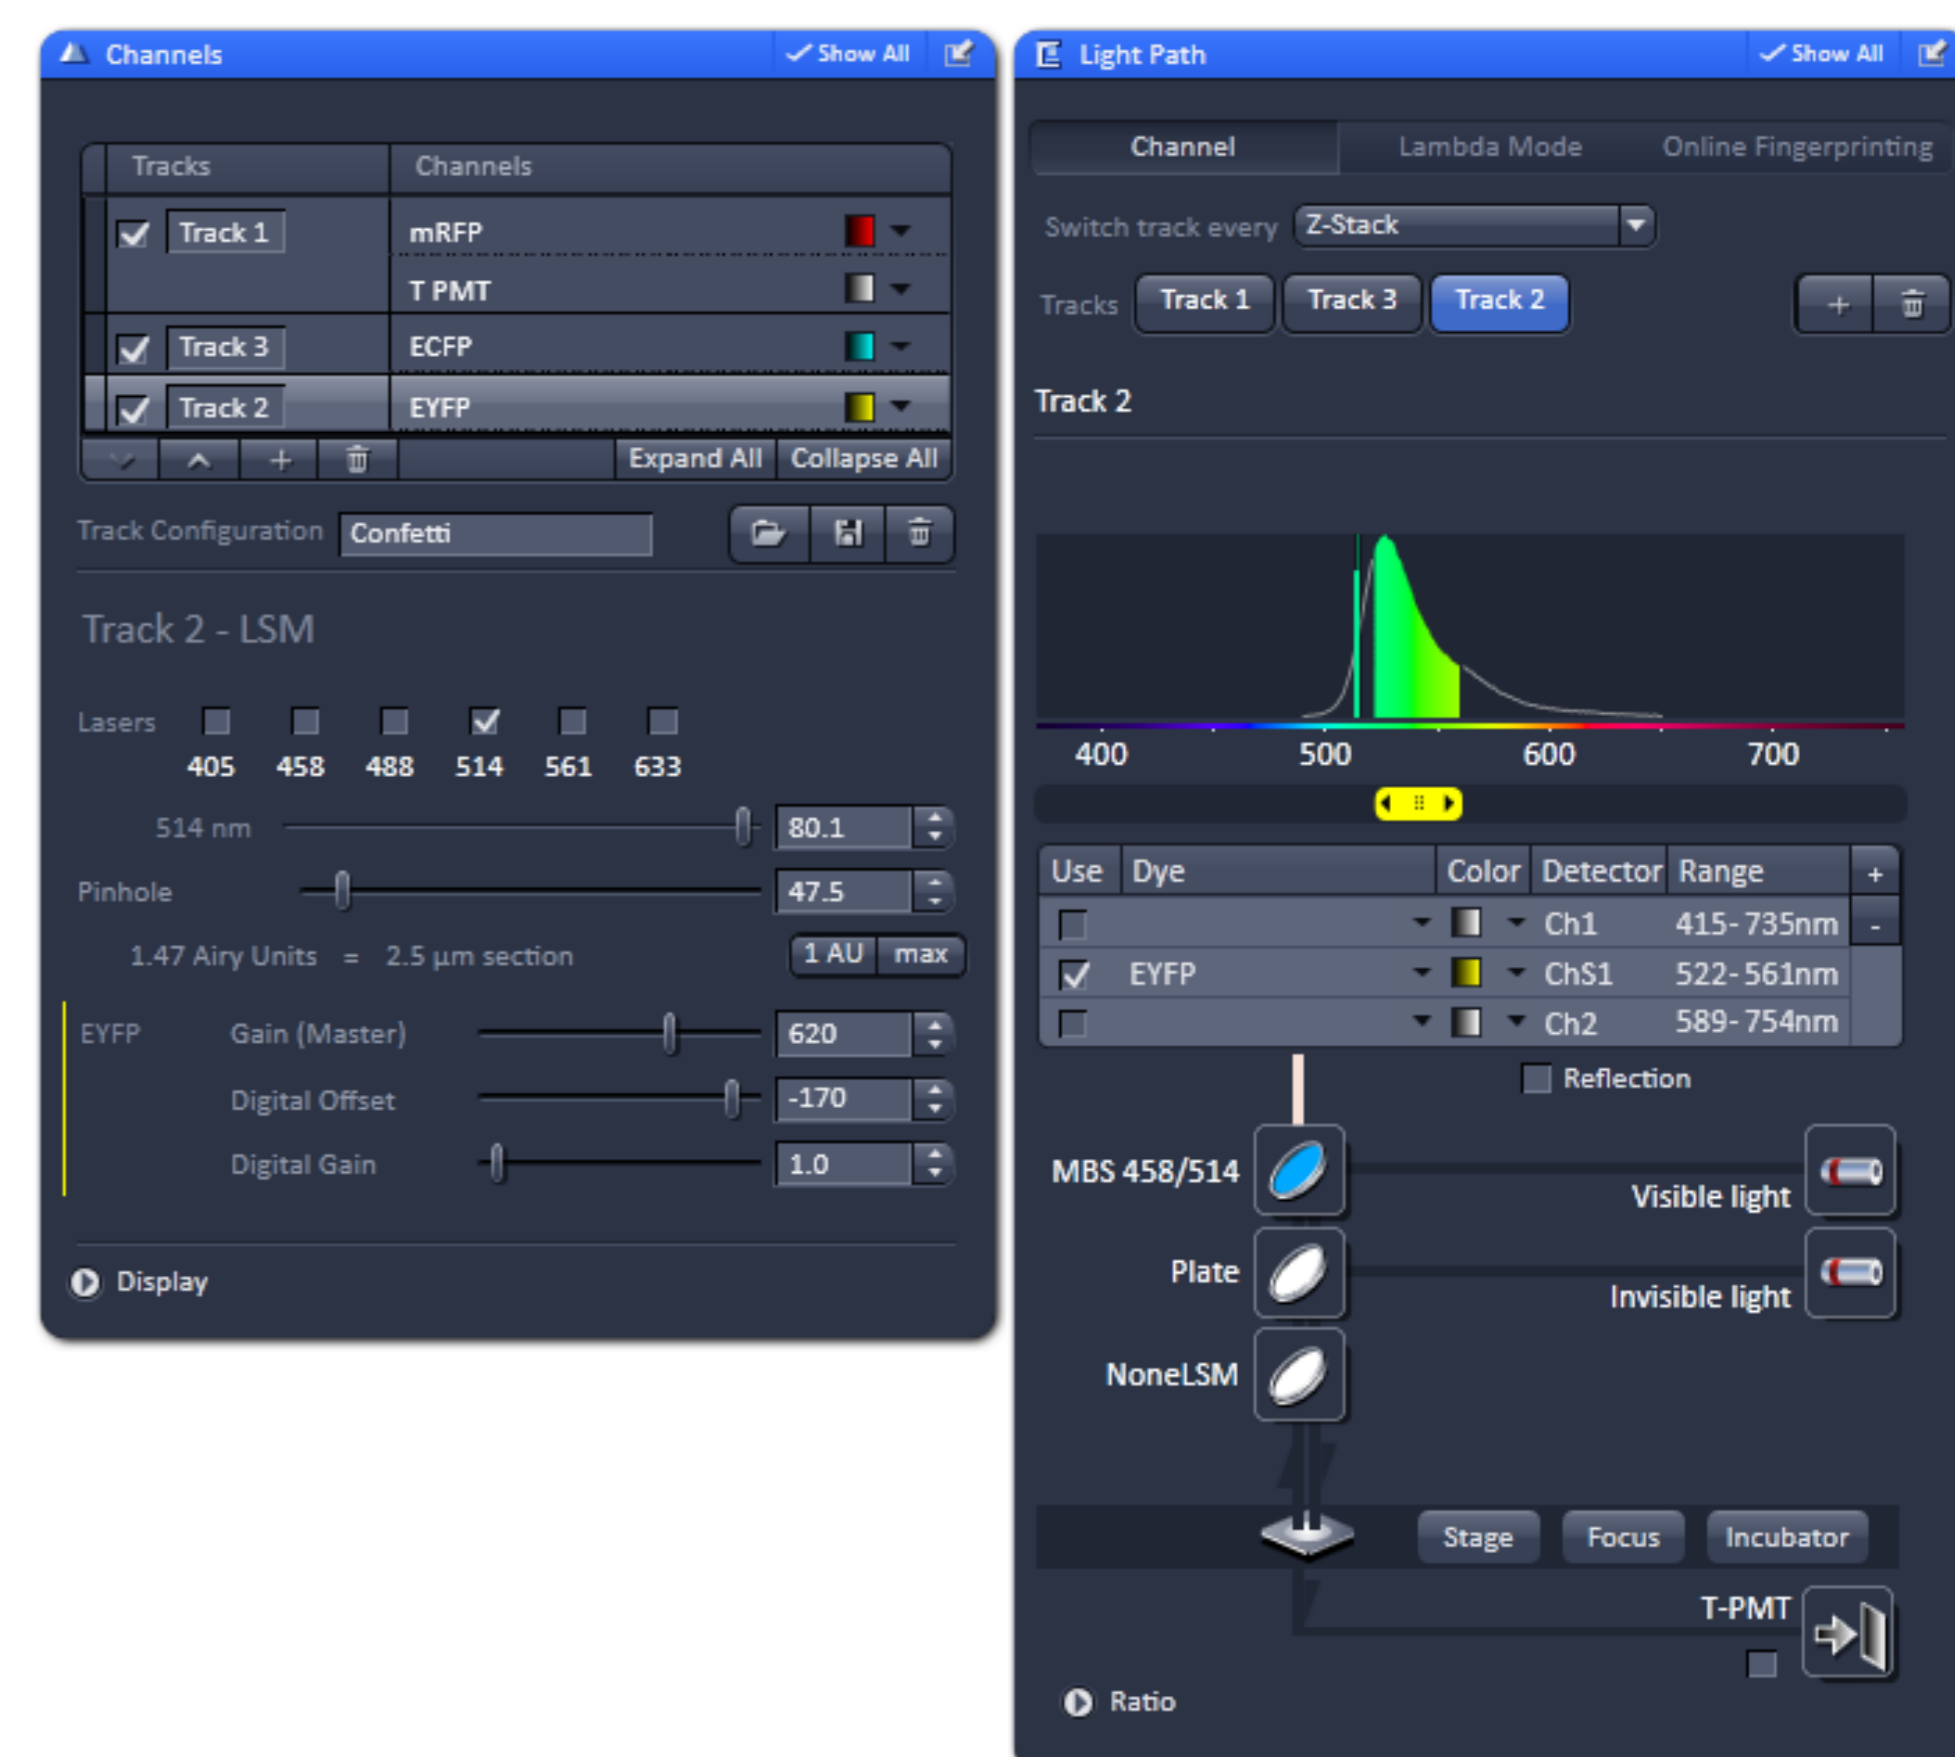 Channels Show All
Tracks Channels
Track 1 mRFP
T PMT
Track 3 ECFP
Track 2 EYFP
+ Expand All Collapse All
Track Configuration Confetti
Track 2 - LSM
Lasers
405 458 488 514 561 633
514 nm 80.1
Pinhole 47.5
1.47 Airy Units = 2.5 µm section 1 AU max
EYFP Gain (Master) 620
Digital Offset -170
Digital Gain 1.0
Display
Light Path Show All
Channel Lambda Mode Online Fingerprinting
Switch track every Z-Stack
Tracks Track 1 Track 3 Track 2 +
Track 2
400 500 600 700
Use Dye Color Detector Range +
Ch1 415- 735nm -
EYFP ChS1 522- 561nm
Ch2 589- 754nm
Reflection
MBS 458/514
Visible light
Plate
Invisible light
NoneLSM
Stage Focus Incubator
T-PMT
Ratio